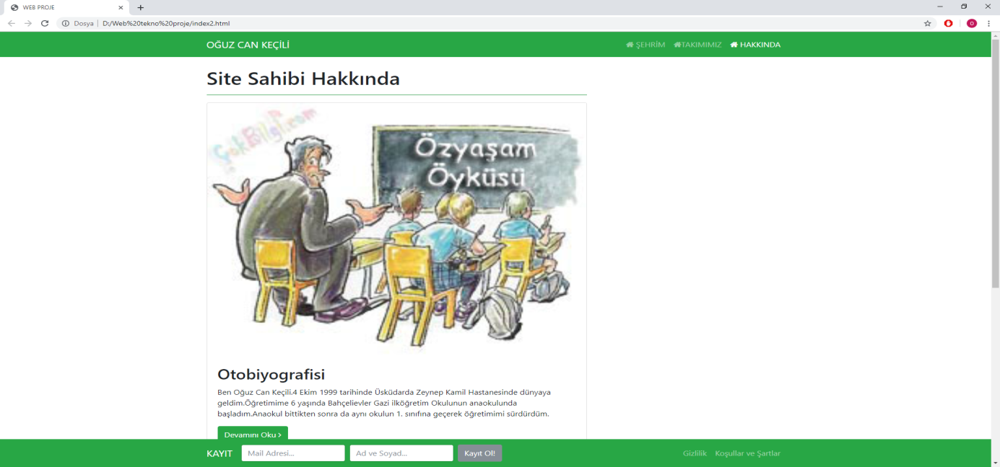 WEB PROJE
Dosya | D:/Web%20tekno%20proje/index2.html
OĞUZ CAN KEÇİLİ
ŞEHRİM TAKIMIMIZ HAKKINDA
Site Sahibi Hakkında
ÇokBilgi.com
Özyaşam
Öyküsü
Otobiyografisi
Ben Oğuz Can Keçili.4 Ekim 1999 tarihinde Üsküdarda Zeynep Kamil Hastanesinde dünyaya
geldim.Öğretimime 6 yaşında Bahçelievler Gazi ilköğretim Okulunun anaokulunda
başladım.Anaokul bittikten sonra da aynı okulun 1. sınıfına geçerek öğretimimi sürdürdüm.
Devamını Oku >
KAYIT Mail Adresi... Ad ve Soyad... Kayıt Ol! Gizlilik Koşullar ve Şartlar